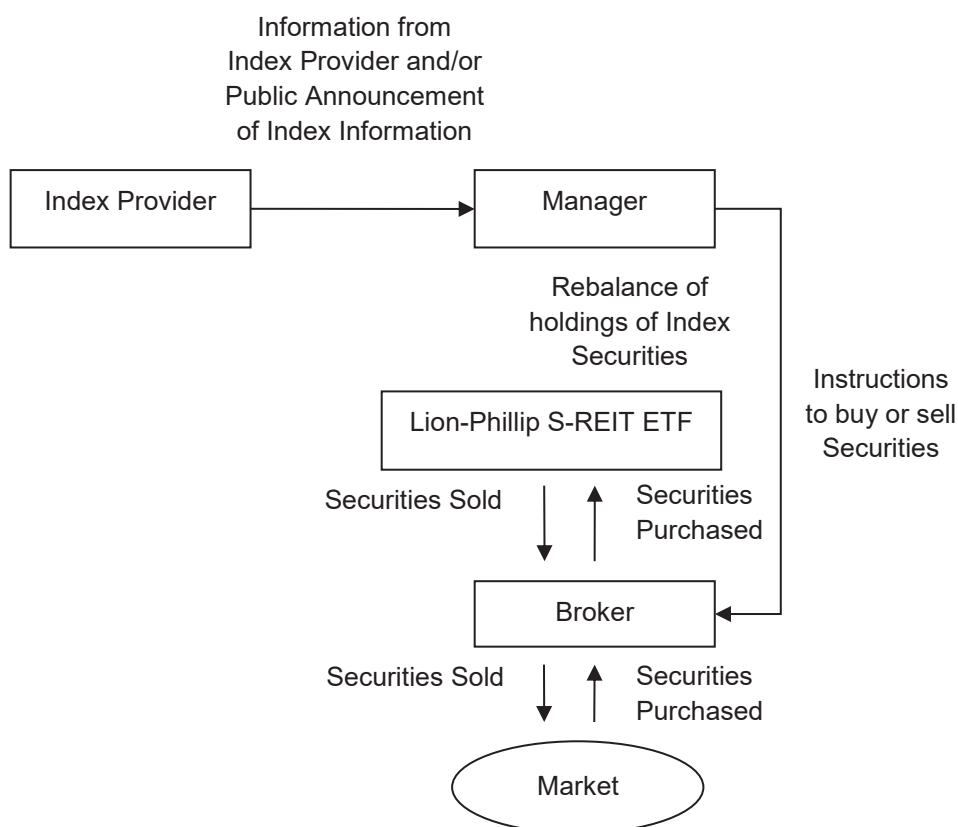 Information from
Index Provider and/or
Public Announcement
of Index Information
Index Provider
Manager
Rebalance of
holdings of Index
Securities
Instructions
to buy or sell
Securities
Lion-Phillip S-REIT ETF
Securities Sold
Securities
Purchased
Broker
Securities Sold
Securities
Purchased
Market